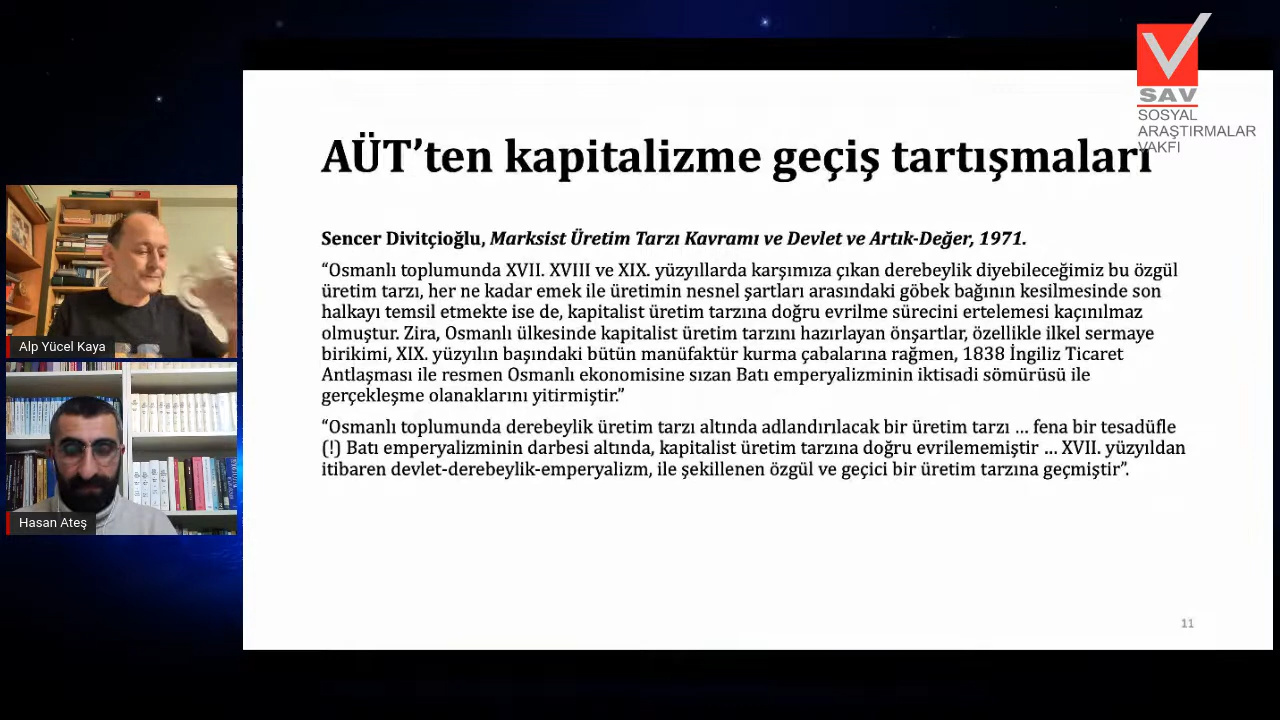 SAV
SOSYAL
ARAŞTIRMALAR
VAKFI
AÜT’ten kapitalizme geçiş tartışmaları
Sencer Divitçioğlu, Marksist Üretim Tarzı Kavramı ve Devlet ve Artık-Değer, 1971.
“Osmanlı toplumunda XVII. XVIII ve XIX. yüzyıllarda kırşımıza çıkan derebeylik diyebileceğimiz bu özgül
üretim tarzı, her ne kadar emek ile üretimin nesnel şartları arasındaki göbek bağının kesilmesinde son
halkayı temsil etmekte ise de, kapitalist üretim tarzına doğru evrilme sürecini ertelemesi kaçınılmaz
olmuştur. Zira, Osmanlı ülkesinde kapitalist üretim tarzını hazırlayan önşartlar, özellikle ilkel sermaye
birikimi, XIX. yüzyılın başındaki bütün manüfaktür kurma çabalarına rağmen, 1838 İngiliz Ticaret
Antlaşması ile resmen Osmanlı ekonomisine sızan Batı emperyalizminin iktisadi sömürüsü ile
gerçekleşme olanaklarını yitirmiştir.”
“Osmanlı toplumunda derebeylik üretim tarzı altında adlandırılacak bir üretim tarzı … fena bir tesadüfle
(!) Batı emperyalizminin darbesi altında, kapitalist üretim tarzına doğru evrilememiştir … XVII. yüzyıldan
itibaren devlet-derebeylik-emperyalizm, ile şekillenen özgül ve geçici bir üretim tarzına geçmiştir”.
11
Alp Yücel Kaya
Hasan Ateş